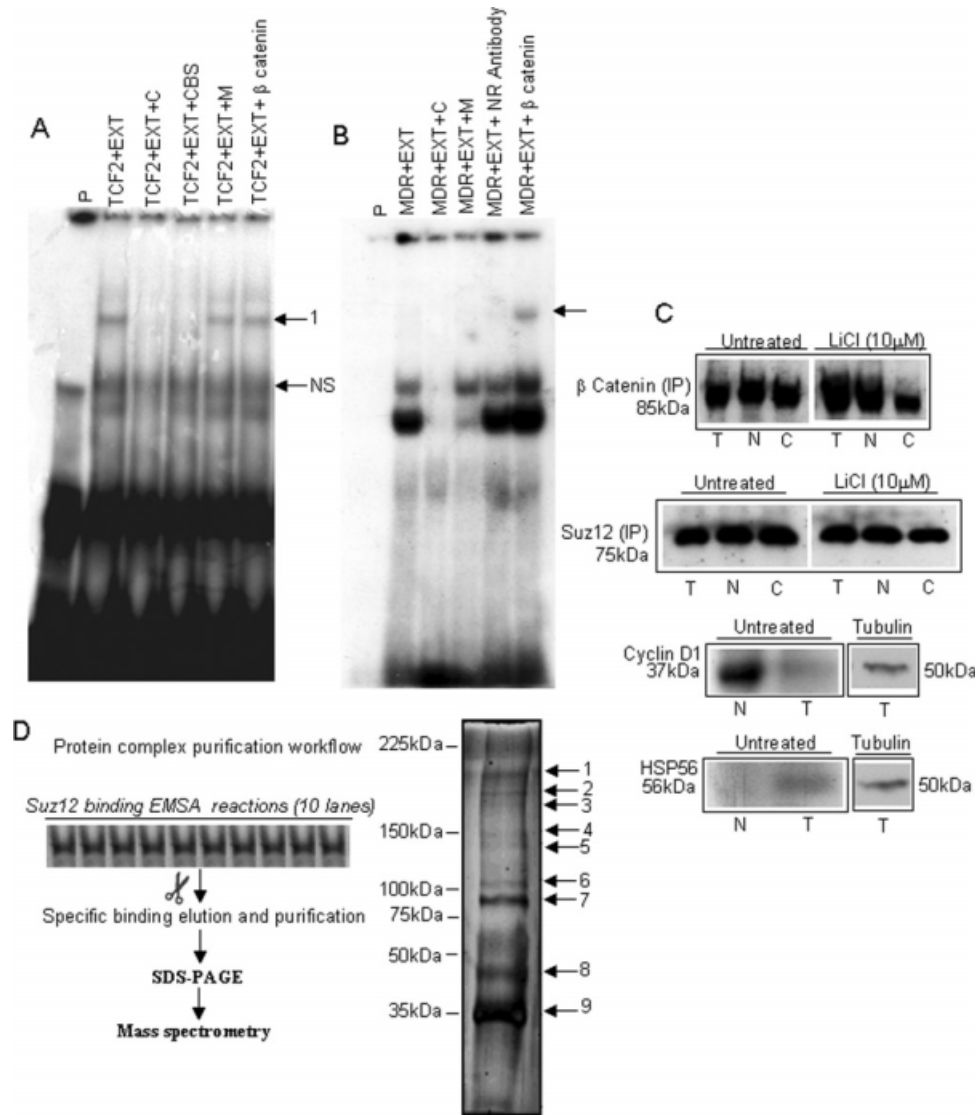 A
P
TCF2+EXT
TCF2+EXT+C
TCF2+EXT+CBS
TCF2+EXT+M
TCF2+EXT+ β catenin
1
NS
B
P
MDR+EXT
MDR+EXT+C
MDR+EXT+M
MDR+EXT+ NR Antibody
MDR+EXT+ β catenin
C
Untreated LiCl (10μM)
β Catenin (IP)
85kDa
T N C T N C
Untreated LiCl (10μM)
Suz12 (IP)
75kDa
T N C T N C
Untreated Tubulin
Cyclin D1
37kDa 50kDa
N T T
Untreated Tubulin
HSP56
56kDa 50kDa
N T T
D
Protein complex purification workflow
Suz12 binding EMSA reactions (10 lanes)
Specific binding elution and purification
SDS-PAGE
Mass spectrometry
225kDa
150kDa
100kDa
75kDa
50kDa
35kDa
1
2
3
4
5
6
7
8
9